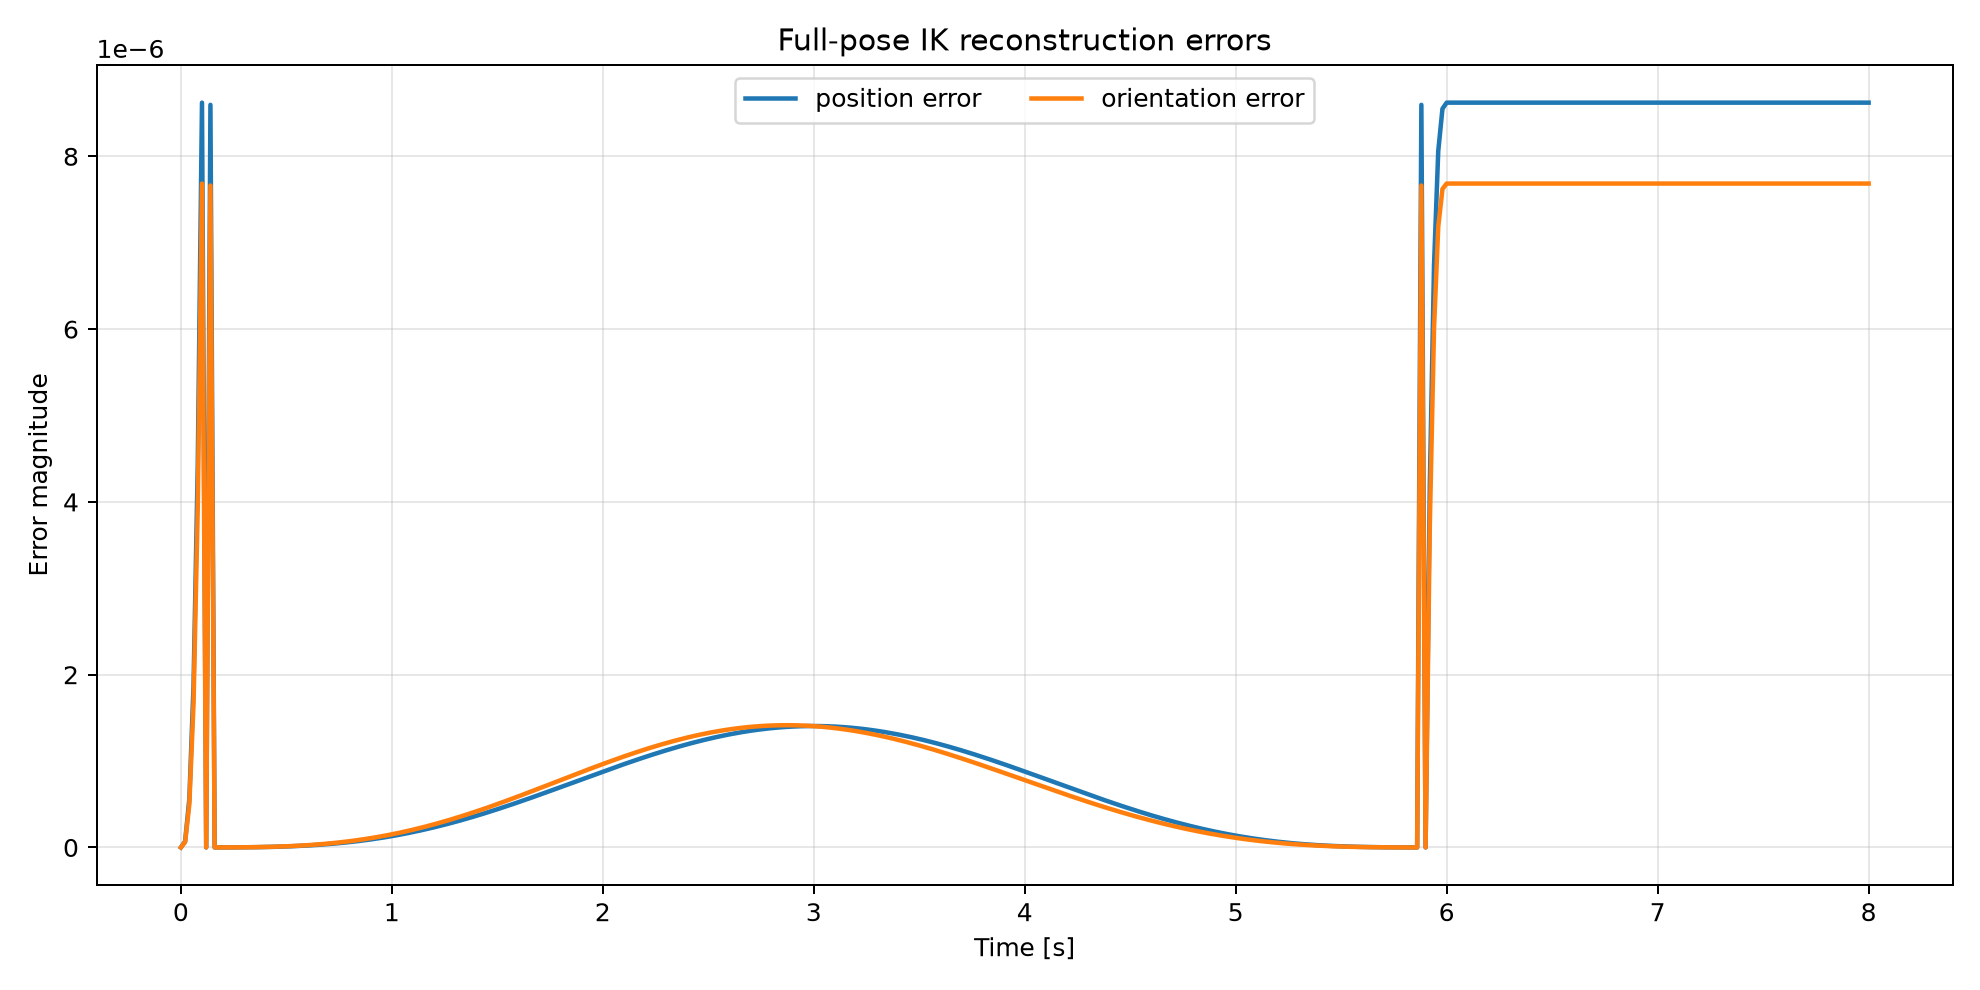 Full-pose IK reconstruction errors
1e−6
position error
orientation error
8
6
4
2
0
Error magnitude
0 1 2 3 4 5 6 7 8
Time [s]